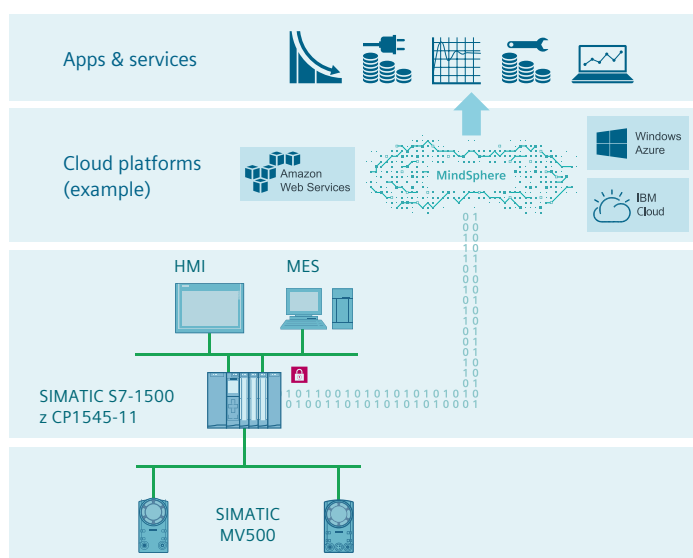 Apps & services
Cloud platforms
(example)
Amazon
Web Services
MindSphere
Windows
Azure
IBM
Cloud
HMI
MES
SIMATIC S7-1500
z CP1545-11
SIMATIC
MV500